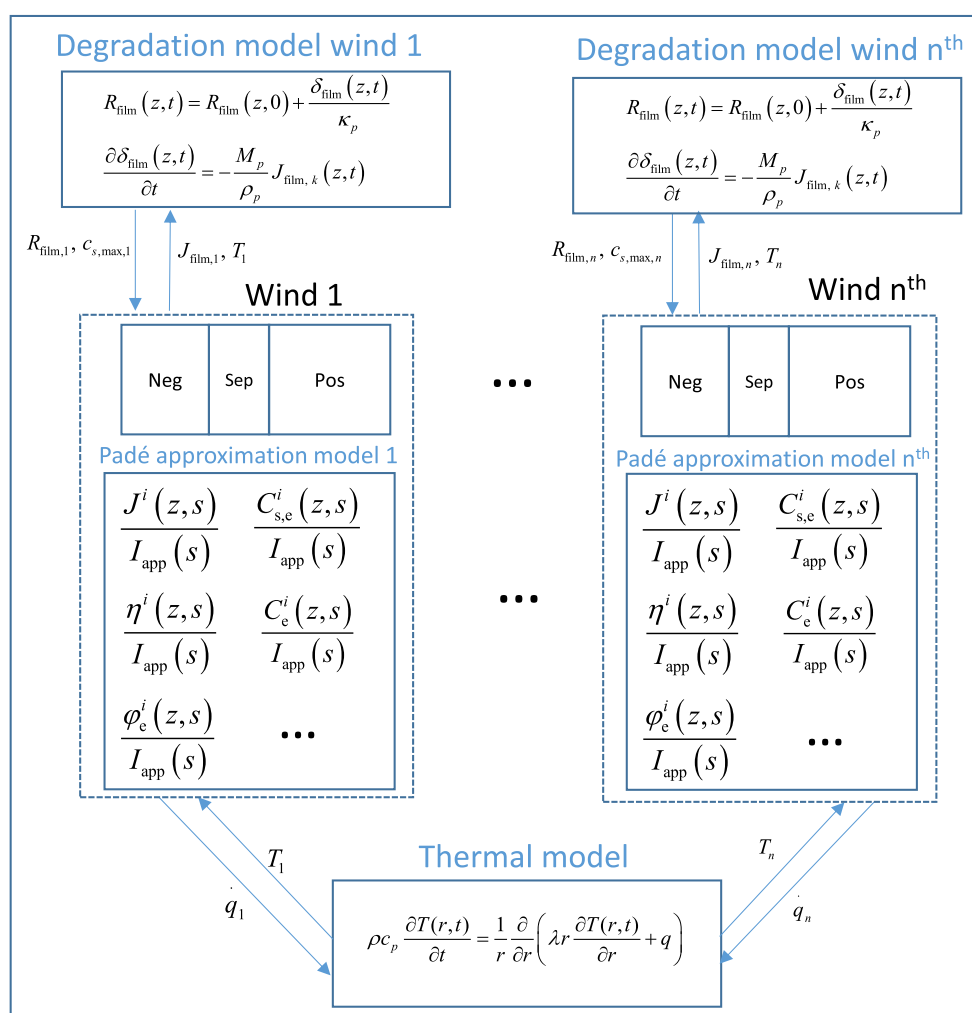 Degradation model wind 1
R_film(z,t) = R_film(z,0) + δ_film(z,t)/κ_p
∂δ_film(z,t)/∂t = −(M_p/ρ_p) J_film, k(z,t)
R_film,1, c_s,max,1
J_film,1, T_1
Wind 1
Neg Sep Pos
Padé approximation model 1
J^i(z,s)/I_app(s) C^i_s,e(z,s)/I_app(s)
η^i(z,s)/I_app(s) C^i_e(z,s)/I_app(s)
φ^i_e(z,s)/I_app(s) ...
...
...
Degradation model wind n^th
R_film(z,t) = R_film(z,0) + δ_film(z,t)/κ_p
∂δ_film(z,t)/∂t = −(M_p/ρ_p) J_film, k(z,t)
R_film,n, c_s,max,n
J_film,n, T_n
Wind n^th
Neg Sep Pos
Padé approximation model n^th
J^i(z,s)/I_app(s) C^i_s,e(z,s)/I_app(s)
η^i(z,s)/I_app(s) C^i_e(z,s)/I_app(s)
φ^i_e(z,s)/I_app(s) ...
T_1
q̇_1
T_n
q̇_n
Thermal model
ρc_p ∂T(r,t)/∂t = (1/r) ∂/∂r (λr ∂T(r,t)/∂r + q)